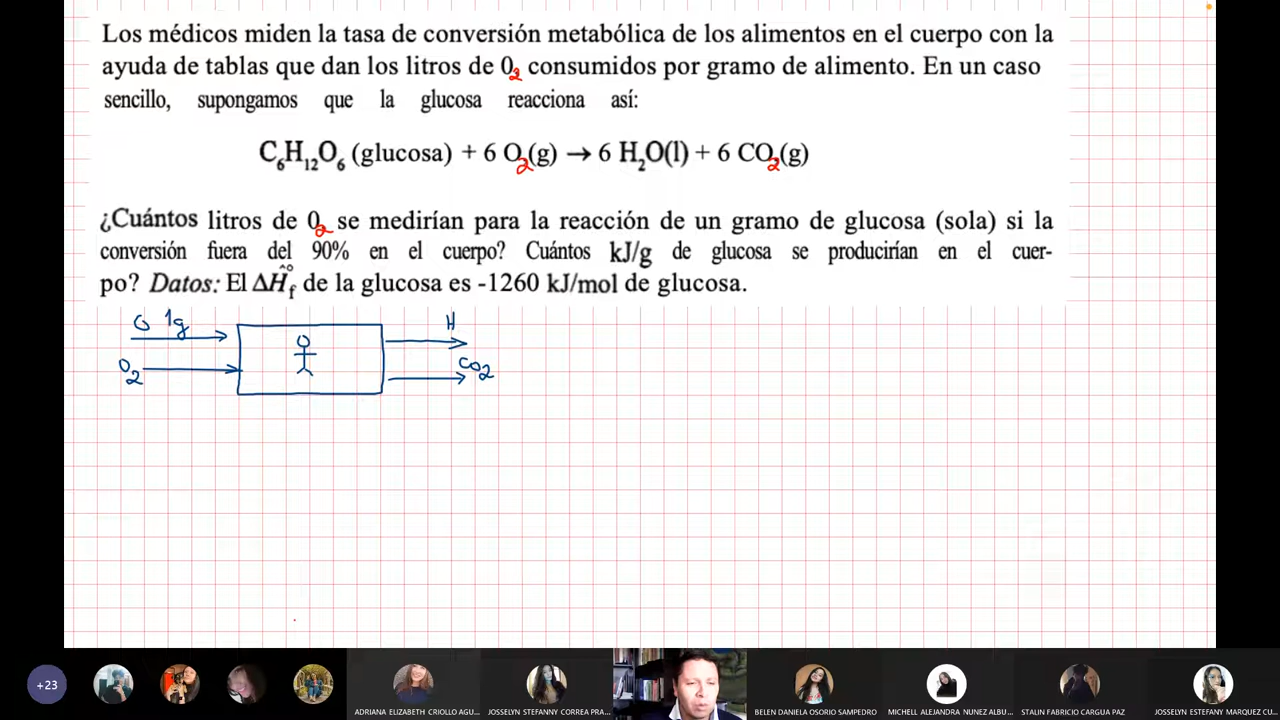 Los médicos miden la tasa de conversión metabólica de los alimentos en el cuerpo con la
ayuda de tablas que dan los litros de 0₂ consumidos por gramo de alimento. En un caso
sencillo, supongamos que la glucosa reacciona así:
C₆H₁₂O₆ (glucosa) + 6 O₂(g) → 6 H₂O(l) + 6 CO₂(g)
¿Cuántos litros de 0₂ se medirían para la reacción de un gramo de glucosa (sola) si la
conversión fuera del 90% en el cuerpo? Cuántos kJ/g de glucosa se producirían en el cuer-
po? Datos: El ΔĤ°f de la glucosa es -1260 kJ/mol de glucosa.
G 1g
H
O₂
CO₂
+23
ADRIANA ELIZABETH CRIOLLO AGU...
JOSSELYN STEFANNY CORREA PRA...
BELEN DANIELA OSORIO SAMPEDRO
MICHELL ALEJANDRA NUNEZ ALBU...
STALIN FABRICIO CARGUA PAZ
JOSSELYN ESTEFANY MARQUEZ CU...